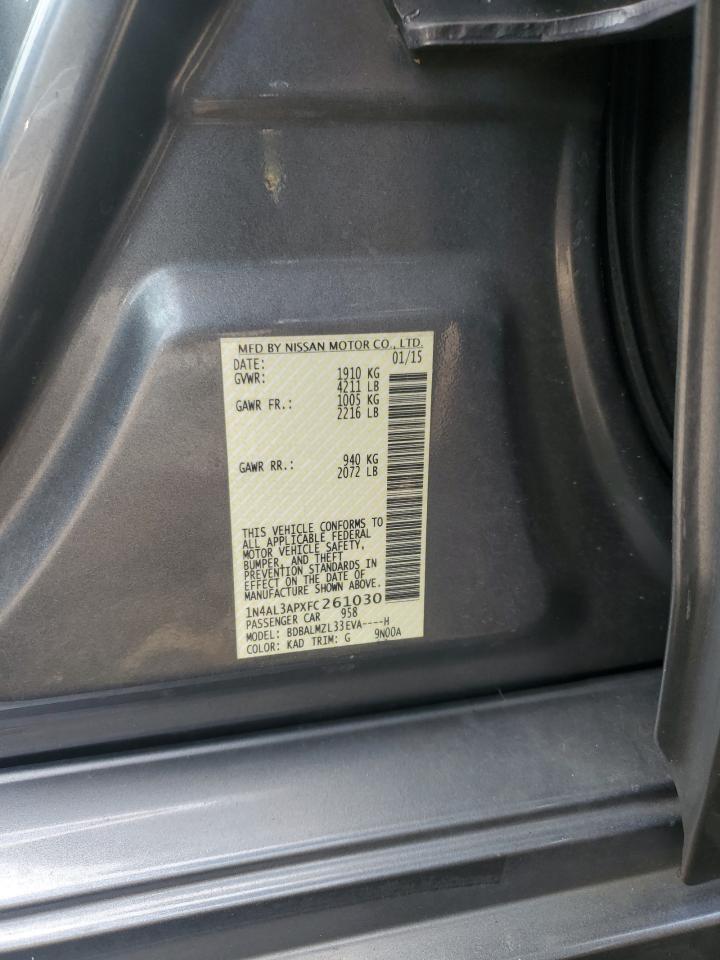 MFD BY NISSAN MOTOR CO., LTD.
DATE: 01/15
GVWR: 1910 KG
4211 LB
GAWR FR.: 1005 KG
2216 LB
GAWR RR.: 940 KG
2072 LB
THIS VEHICLE CONFORMS TO
ALL APPLICABLE FEDERAL
MOTOR VEHICLE SAFETY,
BUMPER, AND THEFT
PREVENTION STANDARDS IN
EFFECT ON THE DATE OF
MANUFACTURE SHOWN ABOVE.
1N4AL3APXFC261030
PASSENGER CAR 958
MODEL: BDBALMZL33EVA----H
COLOR: KAD TRIM: G 9N00A